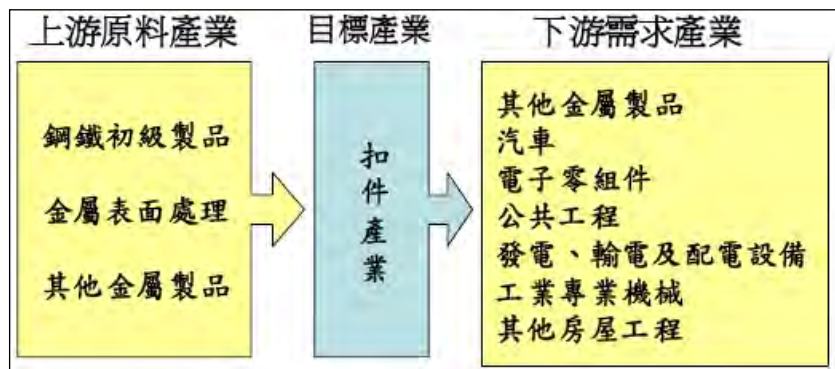 上游原料產業
目標產業
下游需求產業
鋼鐵初級製品
金屬表面處理
其他金屬製品
扣件產業
其他金屬製品
汽車
電子零組件
公共工程
發電、輸電及配電設備
工業專業機械
其他房屋工程